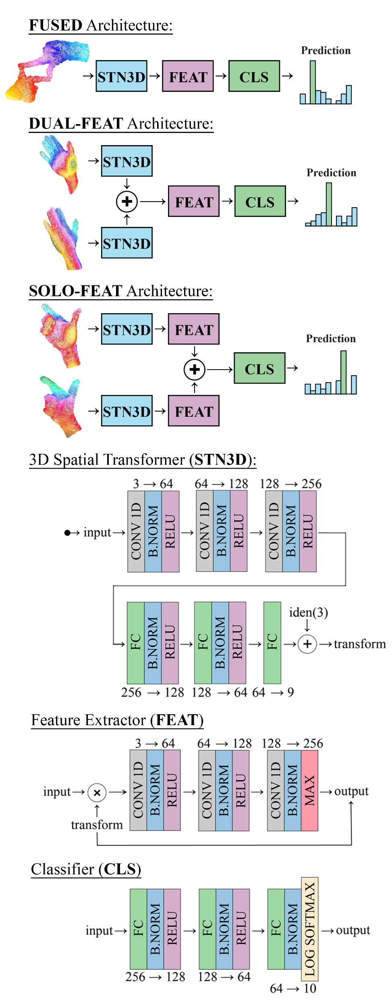 FUSED Architecture:
Prediction
STN3D
FEAT
CLS
DUAL-FEAT Architecture:
STN3D
Prediction
+
FEAT
CLS
STN3D
SOLO-FEAT Architecture:
STN3D
FEAT
Prediction
+
CLS
STN3D
FEAT
3D Spatial Transformer (STN3D):
3 → 64
64 → 128
128 → 256
input
CONV 1D
B.NORM
RELU
CONV 1D
B.NORM
RELU
CONV 1D
B.NORM
RELU
FC
B.NORM
RELU
FC
B.NORM
RELU
FC
iden(3)
+
transform
256 → 128
128 → 64
64 → 9
Feature Extractor (FEAT)
3 → 64
64 → 128
128 → 256
input
×
transform
CONV 1D
B.NORM
RELU
CONV 1D
B.NORM
RELU
CONV 1D
B.NORM
MAX
output
Classifier (CLS)
input
FC
B.NORM
RELU
FC
B.NORM
RELU
FC
B.NORM
LOG SOFTMAX
output
256 → 128
128 → 64
64 → 10